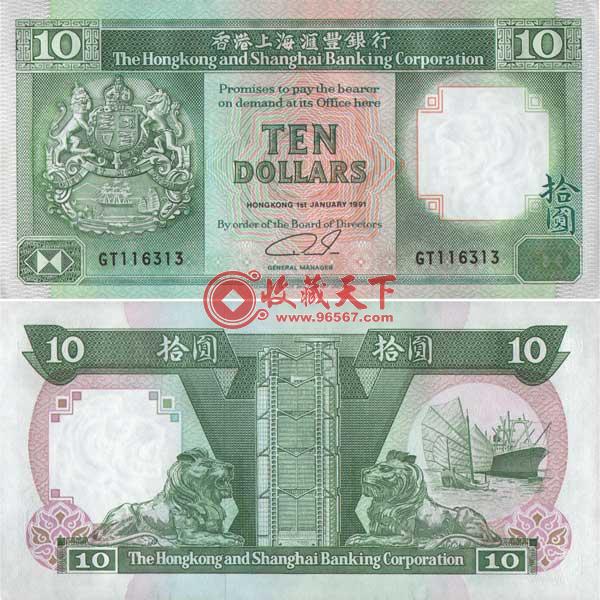 10
香港上海滙豐銀行
10
The Hongkong and Shanghai Banking Corporation
Promises to pay the bearer
on demand at its Office here
TEN
DOLLARS
HONGKONG 1st JANUARY 1991
By order of the Board of Directors
GENERAL MANAGER
GT116313
GT116313
拾圓
收藏天下
www.96567.com
10
拾圓
拾圓
10
10
The Hongkong and Shanghai Banking Corporation
10